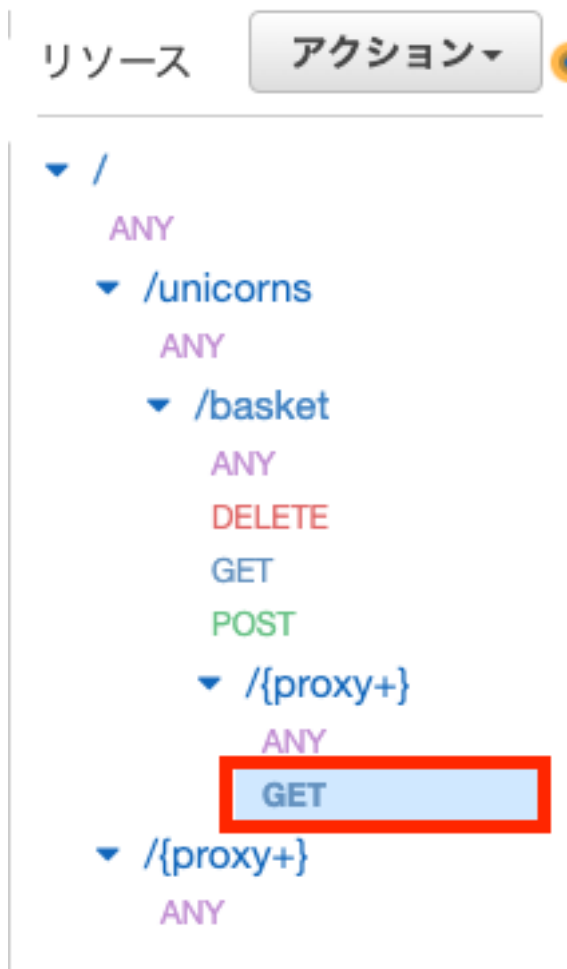 リソース アクション
/
ANY
/unicorns
ANY
/basket
ANY
DELETE
GET
POST
/{proxy+}
ANY
GET
/{proxy+}
ANY